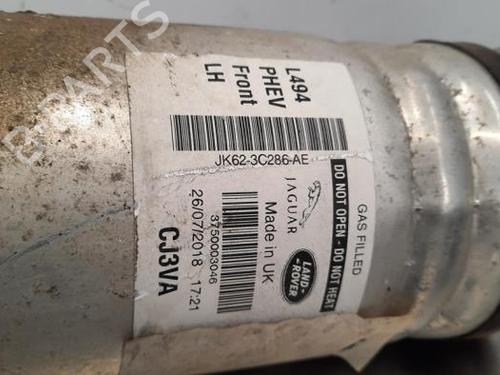 L494
PHEV
Front
LH
JK62-3C286-AE
JAGUAR
Made in UK
LAND-
-ROVER
3750003046
26/07/2018 17:21
CJ3VA
DO NOT OPEN - DO NOT HEAT
GAS FILLED
B-PARTS